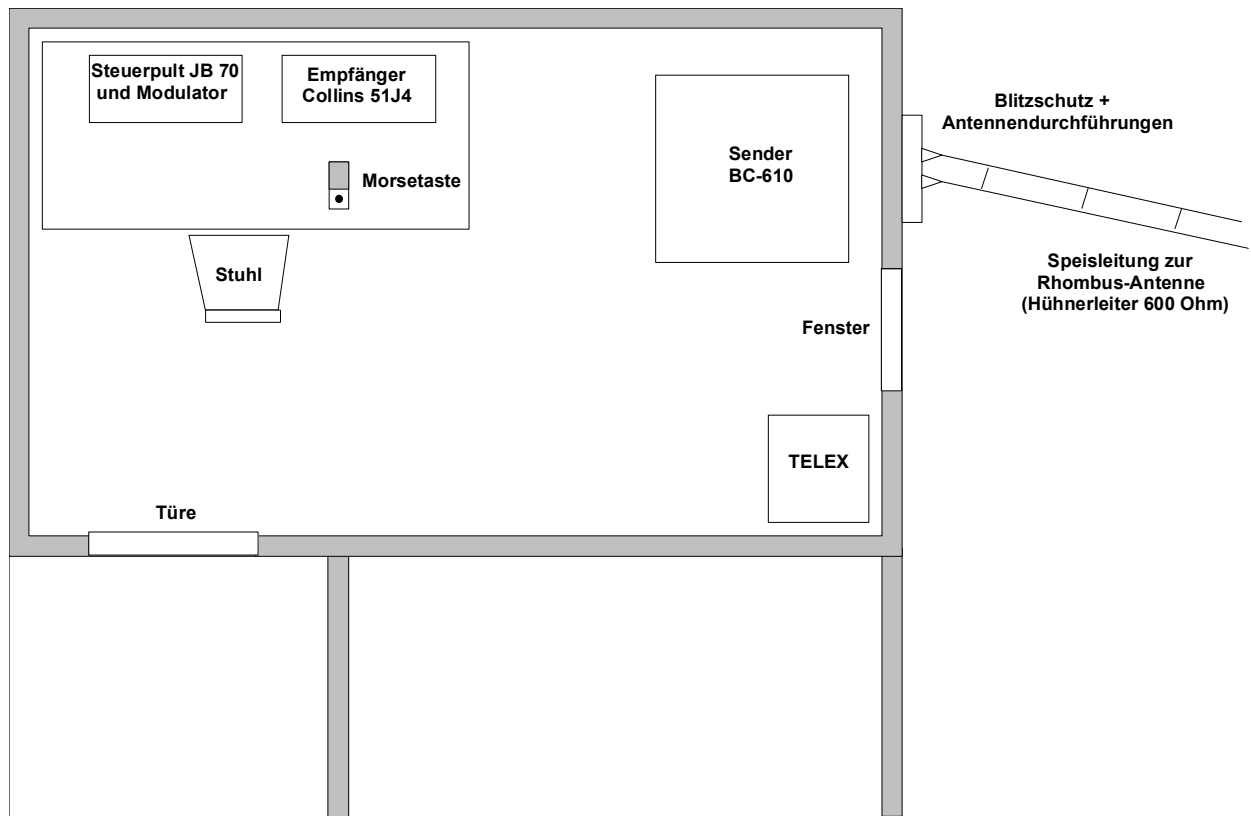 Steuerpult JB 70
und Modulator
Empfänger
Collins 51J4
Blitzschutz +
Antennendurchführungen
Sender
BC-610
Morsetaste
Stuhl
Speisleitung zur
Rhombus-Antenne
(Hühnerleiter 600 Ohm)
Fenster
TELEX
Türe